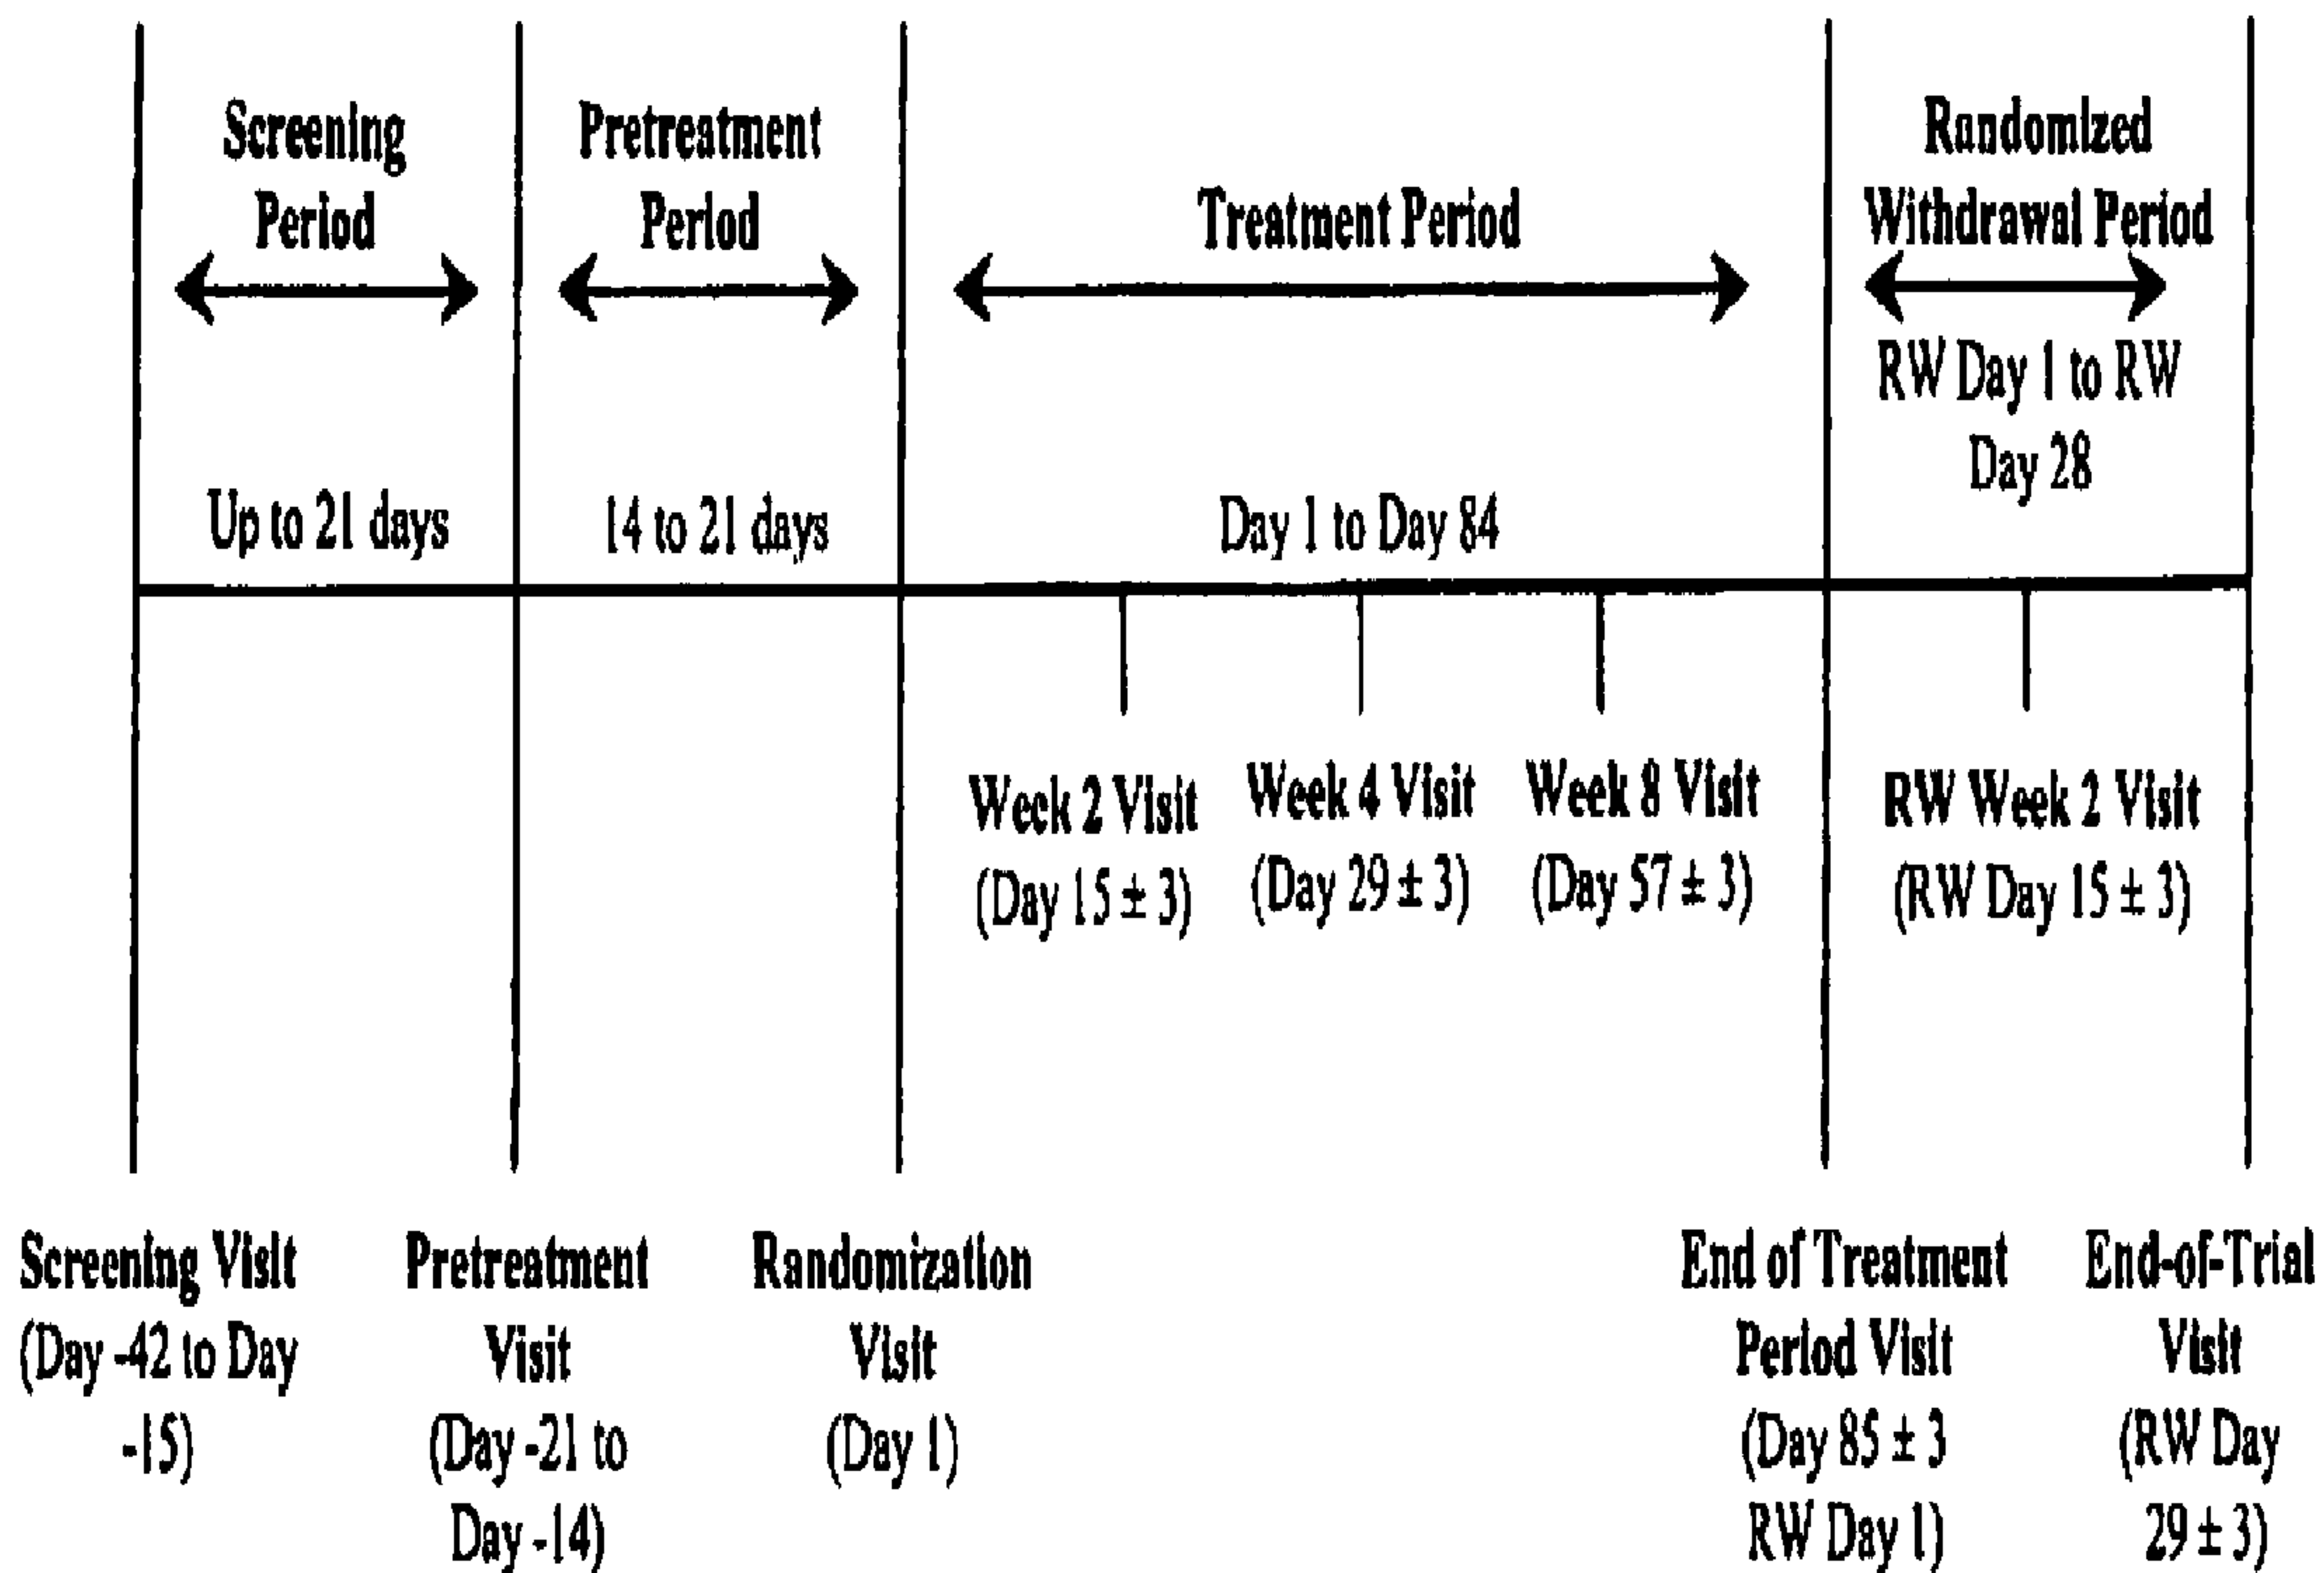 Screening
Period
Pretreatment
Period
Treatment Period
Randomized
Withdrawal Period
RW Day 1 to RW
Day 28
Up to 21 days
14 to 21 days
Day 1 to Day 84
Week 2 Visit
(Day 15 ± 3)
Week 4 Visit
(Day 29 ± 3)
Week 8 Visit
(Day 57 ± 3)
RW Week 2 Visit
(RW Day 15 ± 3)
Screening Visit
(Day -42 to Day
-15)
Pretreatment
Visit
(Day -21 to
Day -14)
Randomization
Visit
(Day 1)
End of Treatment
Period Visit
(Day 85 ± 3
RW Day 1)
End-of-Trial
Visit
(RW Day
29 ± 3)